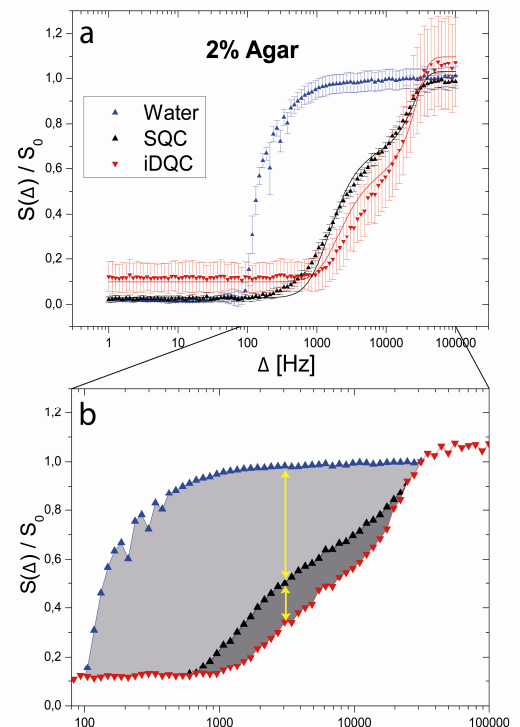 a
2% Agar
Water
SQC
iDQC
1,2
1,0
0,8
0,6
0,4
0,2
0,0
S(Δ) / S0
1 10 100 1000 10000 100000
Δ [Hz]
b
1,2
1,0
0,8
0,6
0,4
0,2
0,0
S(Δ) / S0
100 1000 10000 100000